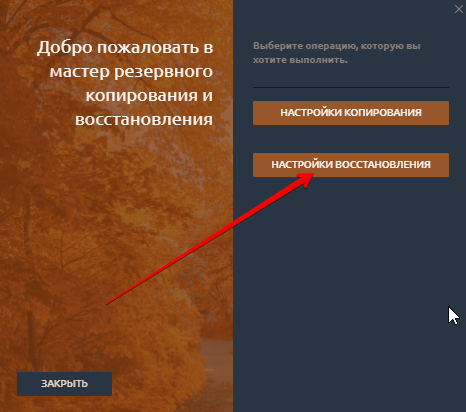 Добро пожаловать в
мастер резервного
копирования и
восстановления
Выберите операцию, которую вы
хотите выполнить.
НАСТРОЙКИ КОПИРОВАНИЯ
НАСТРОЙКИ ВОССТАНОВЛЕНИЯ
ЗАКРЫТЬ